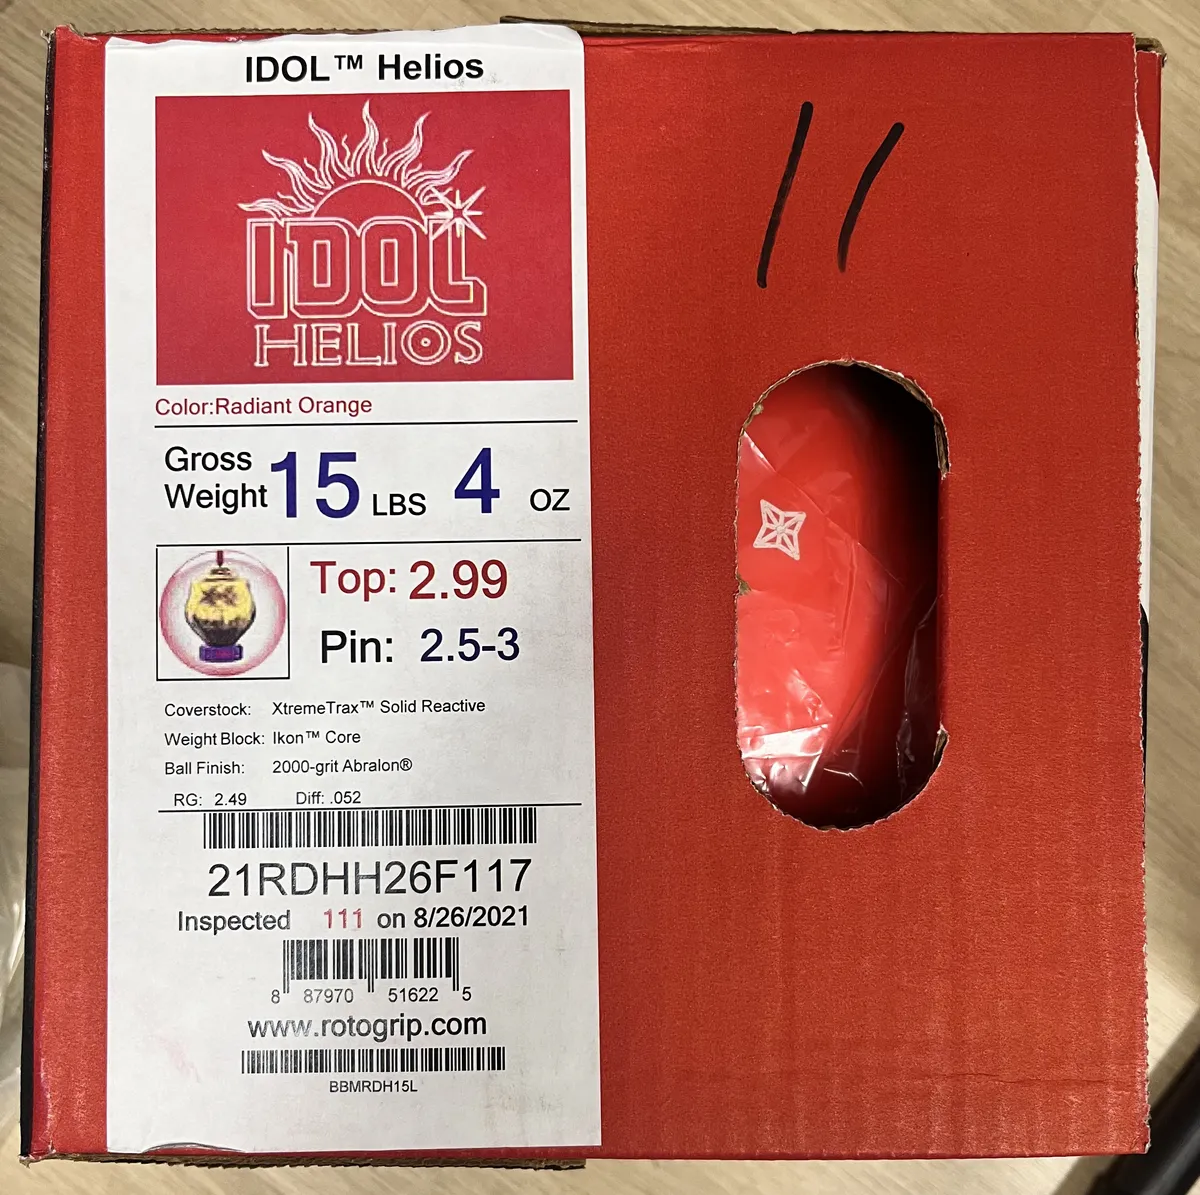 IDOL™ Helios
IDOL
HELIOS
Color:Radiant Orange
Gross Weight 15 LBS 4 OZ
Top: 2.99
Pin: 2.5-3
Coverstock: XtremeTrax™ Solid Reactive
Weight Block: Ikon™ Core
Ball Finish: 2000-grit Abralon®
RG: 2.49 Diff: .052
21RDHH26F117
Inspected 111 on 8/26/2021
8 87970 51622 5
www.rotogrip.com
BBMRDH15L
11